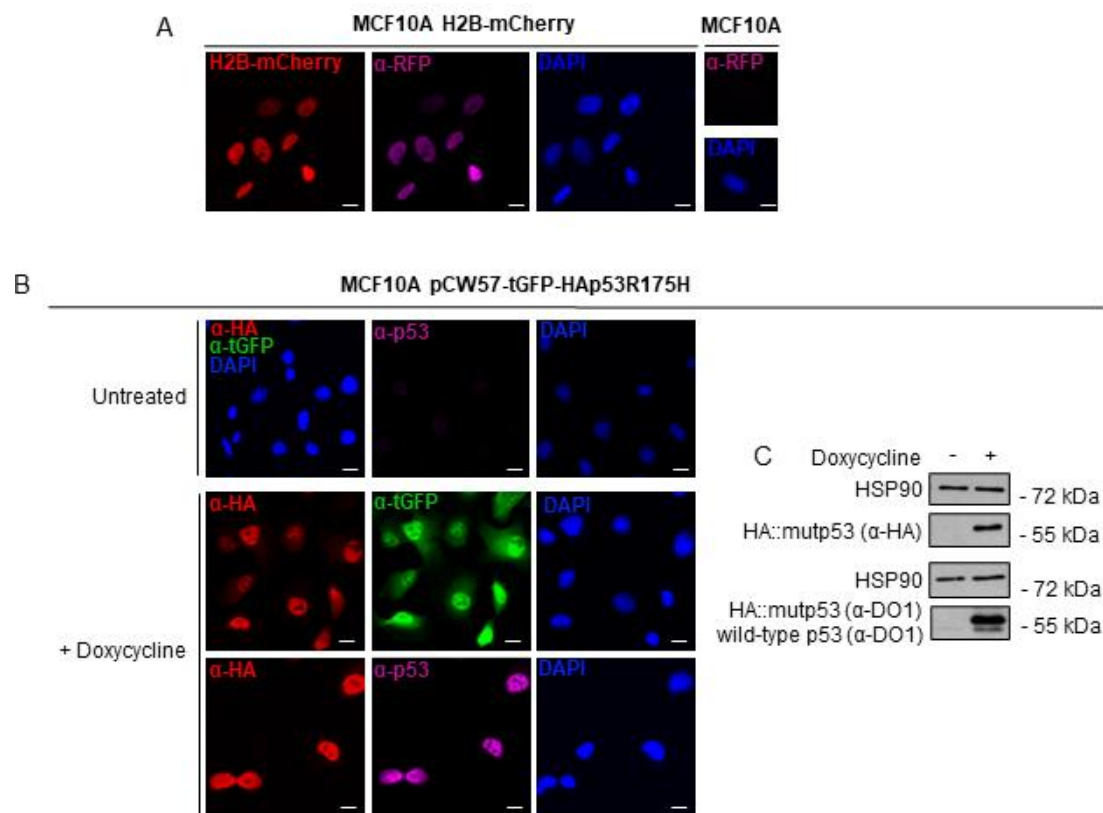 A
MCF10A H2B-mCherry
MCF10A
H2B-mCherry
α-RFP
DAPI
α-RFP
DAPI
B
MCF10A pCW57-tGFP-HAp53R175H
Untreated
α-HA
α-tGFP
DAPI
α-p53
DAPI
+ Doxycycline
α-HA
α-tGFP
DAPI
α-HA
α-p53
DAPI
C
Doxycycline - +
HSP90 - 72 kDa
HA::mutp53 (α-HA) - 55 kDa
HSP90 - 72 kDa
HA::mutp53 (α-DO1)
wild-type p53 (α-DO1) - 55 kDa